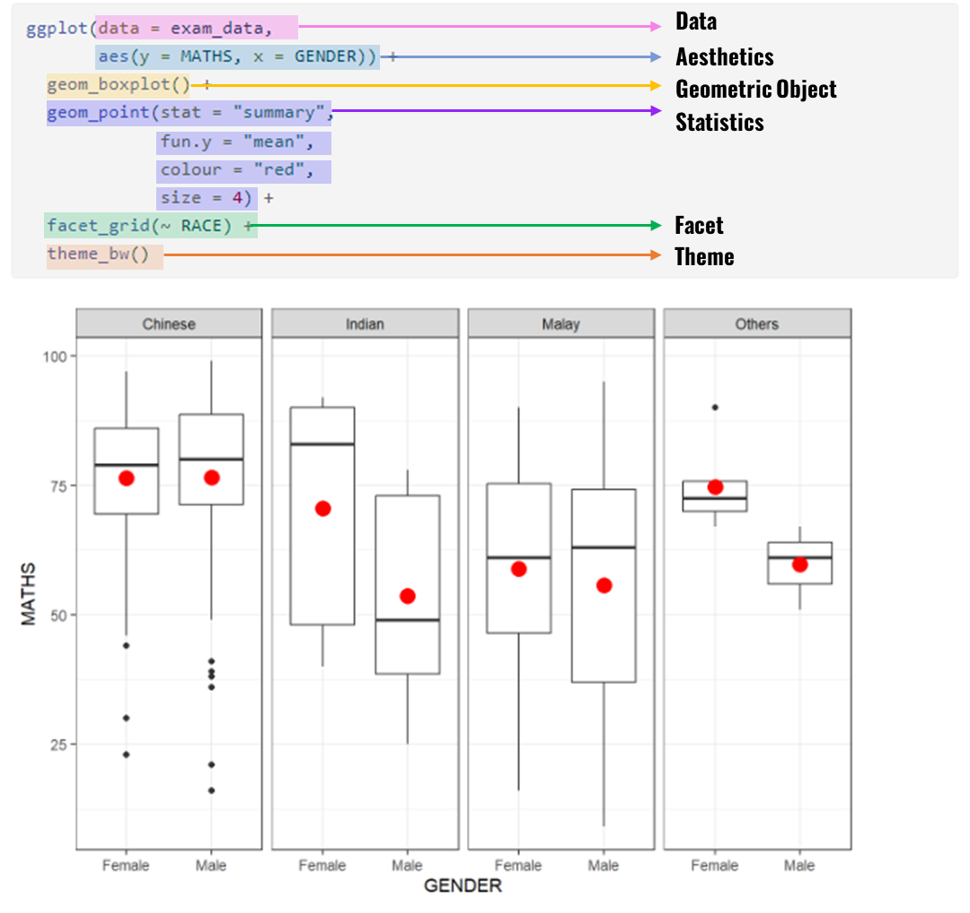 ggplot(data = exam_data,
Data
aes(y = MATHS, x = GENDER)) +
Aesthetics
geom_boxplot() +
Geometric Object
geom_point(stat = "summary",
Statistics
fun.y = "mean",
colour = "red",
size = 4) +
facet_grid(~ RACE) +
Facet
theme_bw()
Theme
Chinese Indian Malay Others
100
75
50
25
MATHS
Female Male Female Male Female Male Female Male
GENDER